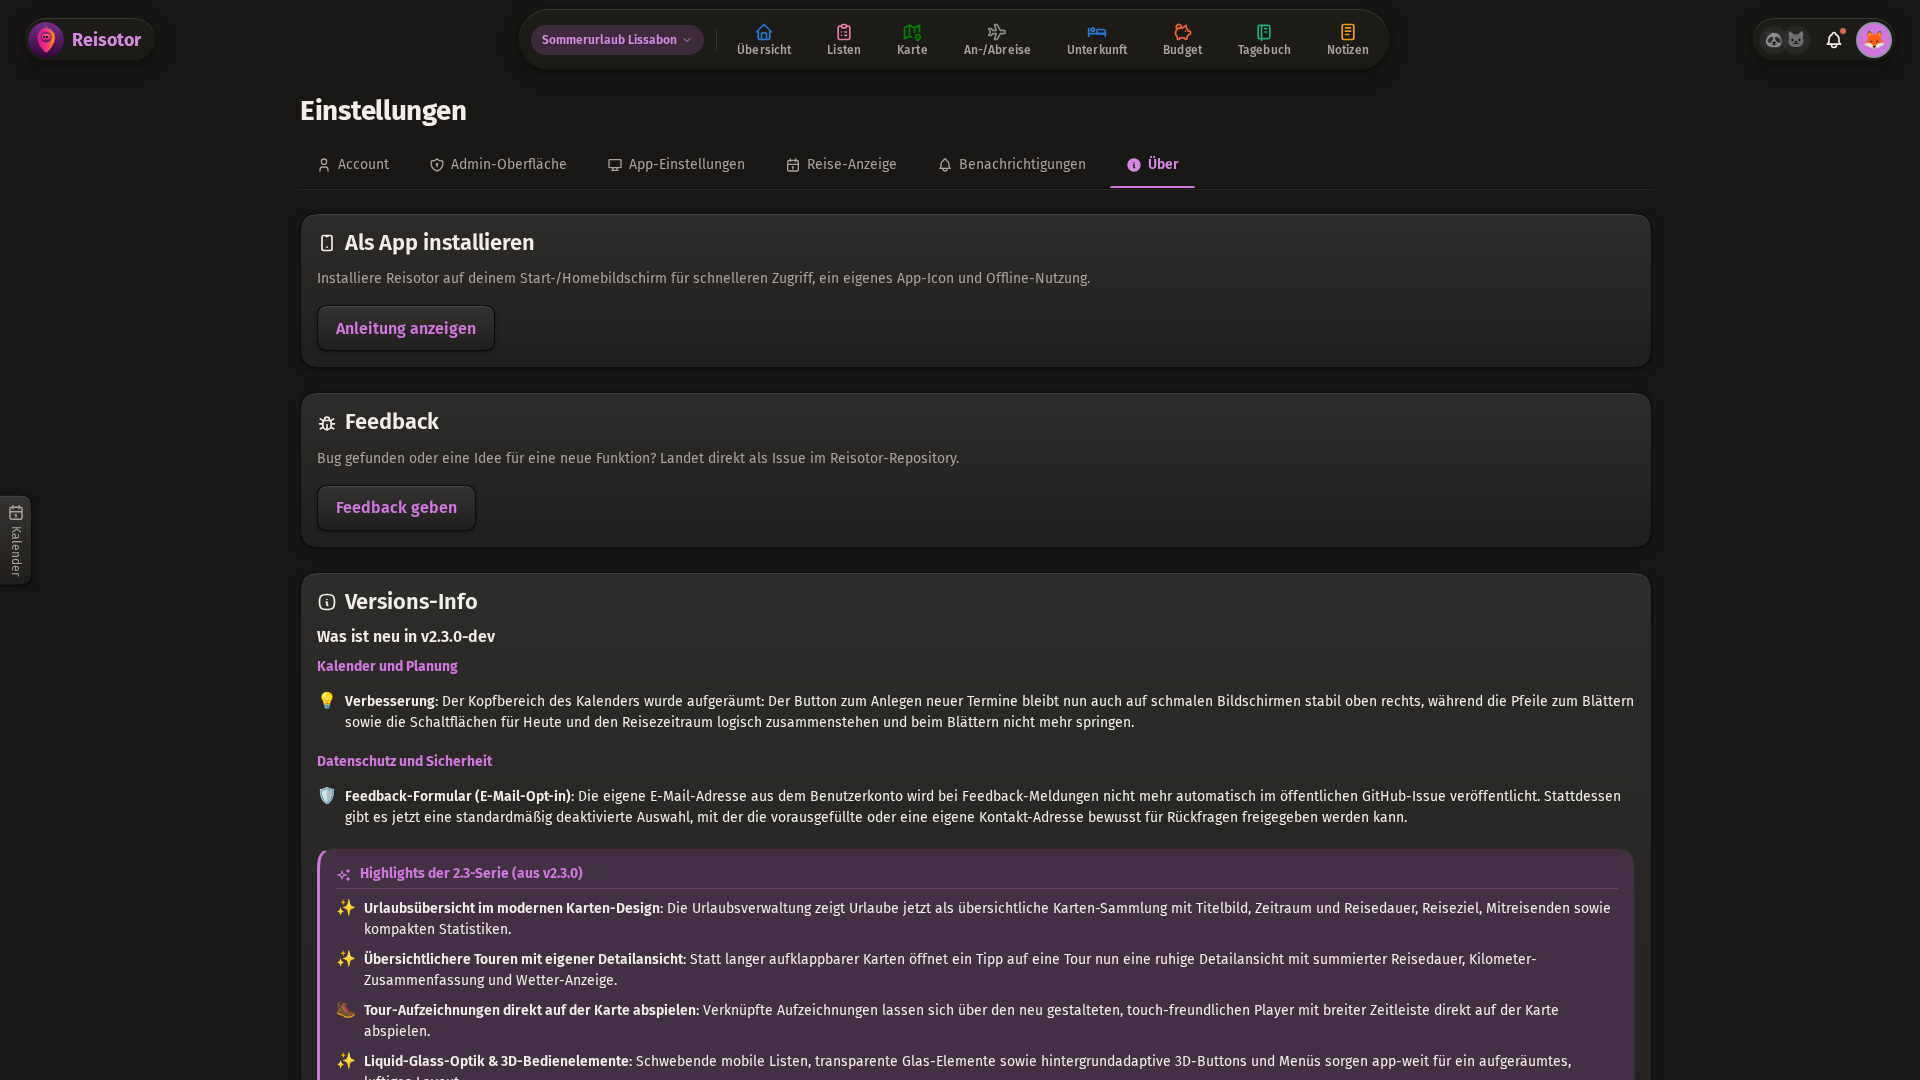 Reisotor
Sommerurlaub Lissabon
Übersicht
Listen
Karte
An-/Abreise
Unterkunft
Budget
Tagebuch
Notizen
Einstellungen
Account
Admin-Oberfläche
App-Einstellungen
Reise-Anzeige
Benachrichtigungen
Über
Als App installieren
Installiere Reisotor auf deinem Start-/Homebildschirm für schnelleren Zugriff, ein eigenes App-Icon und Offline-Nutzung.
Anleitung anzeigen
Feedback
Bug gefunden oder eine Idee für eine neue Funktion? Landet direkt als Issue im Reisotor-Repository.
Feedback geben
Kalender
Versions-Info
Was ist neu in v2.3.0-dev
Kalender und Planung
Verbesserung: Der Kopfbereich des Kalenders wurde aufgeräumt: Der Button zum Anlegen neuer Termine bleibt nun auch auf schmalen Bildschirmen stabil oben rechts, während die Pfeile zum Blättern
sowie die Schaltflächen für Heute und den Reisezeitraum logisch zusammenstehen und beim Blättern nicht mehr springen.
Datenschutz und Sicherheit
Feedback-Formular (E-Mail-Opt-in): Die eigene E-Mail-Adresse aus dem Benutzerkonto wird bei Feedback-Meldungen nicht mehr automatisch im öffentlichen GitHub-Issue veröffentlicht. Stattdessen
gibt es jetzt eine standardmäßig deaktivierte Auswahl, mit der die vorausgefüllte oder eine eigene Kontakt-Adresse bewusst für Rückfragen freigegeben werden kann.
Highlights der 2.3-Serie (aus v2.3.0)
Urlaubsübersicht im modernen Karten-Design: Die Urlaubsverwaltung zeigt Urlaube jetzt als übersichtliche Karten-Sammlung mit Titelbild, Zeitraum und Reisedauer, Reiseziel, Mitreisenden sowie
kompakten Statistiken.
Übersichtlichere Touren mit eigener Detailansicht: Statt langer aufklappbarer Karten öffnet ein Tipp auf eine Tour nun eine ruhige Detailansicht mit summierter Reisedauer, Kilometer-
Zusammenfassung und Wetter-Anzeige.
Tour-Aufzeichnungen direkt auf der Karte abspielen: Verknüpfte Aufzeichnungen lassen sich über den neu gestalteten, touch-freundlichen Player mit breiter Zeitleiste direkt auf der Karte
abspielen.
Liquid-Glass-Optik & 3D-Bedienelemente: Schwebende mobile Listen, transparente Glas-Elemente sowie hintergrundadaptive 3D-Buttons und Menüs sorgen app-weit für ein aufgeräumtes,